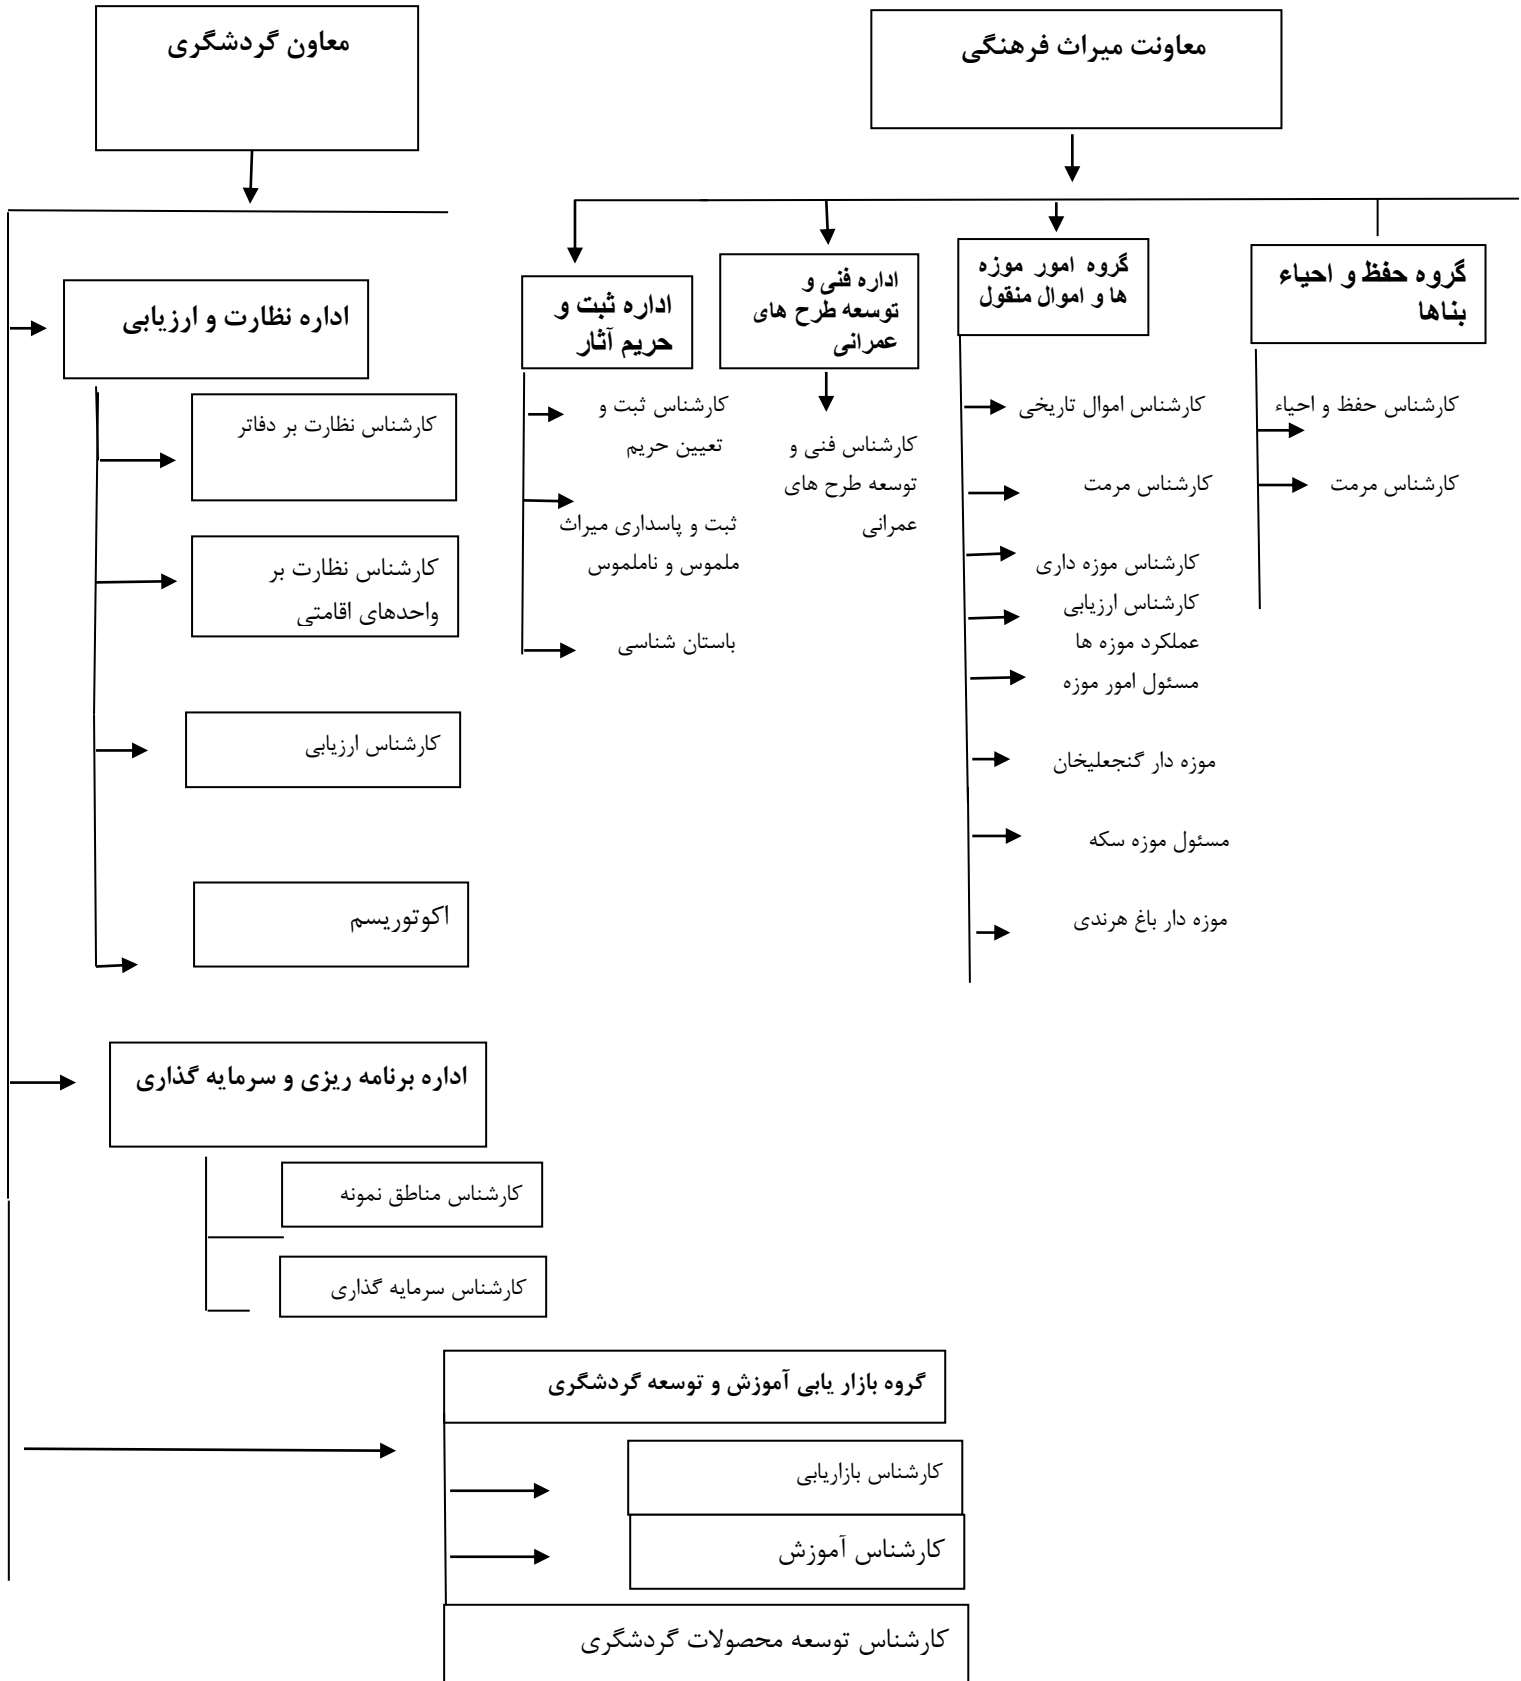 معاونت میراث فرهنگی
معاون گردشگری
گروه حفظ و احیاء
بناها
کارشناس حفظ و احیاء
کارشناس مرمت
گروه امور موزه
ها و اموال منقول
کارشناس اموال تاریخی
کارشناس مرمت
کارشناس موزه داری
کارشناس ارزیابی
عملکرد موزه ها
مسئول امور موزه
موزه دار گنجعلیخان
مسئول موزه سکه
موزه دار باغ هرندی
اداره فنی و
توسعه طرح های
عمرانی
کارشناس فنی و
توسعه طرح های
عمرانی
اداره ثبت و
حریم آثار
کارشناس ثبت و
تعیین حریم
ثبت و پاسداری میراث
ملموس و ناملموس
باستان شناسی
اداره نظارت و ارزیابی
کارشناس نظارت بر دفاتر
کارشناس نظارت بر
واحدهای اقامتی
کارشناس ارزیابی
اکوتوریسم
اداره برنامه ریزی و سرمایه گذاری
کارشناس مناطق نمونه
کارشناس سرمایه گذاری
گروه بازار یابی آموزش و توسعه گردشگری
کارشناس بازاریابی
کارشناس آموزش
کارشناس توسعه محصولات گردشگری